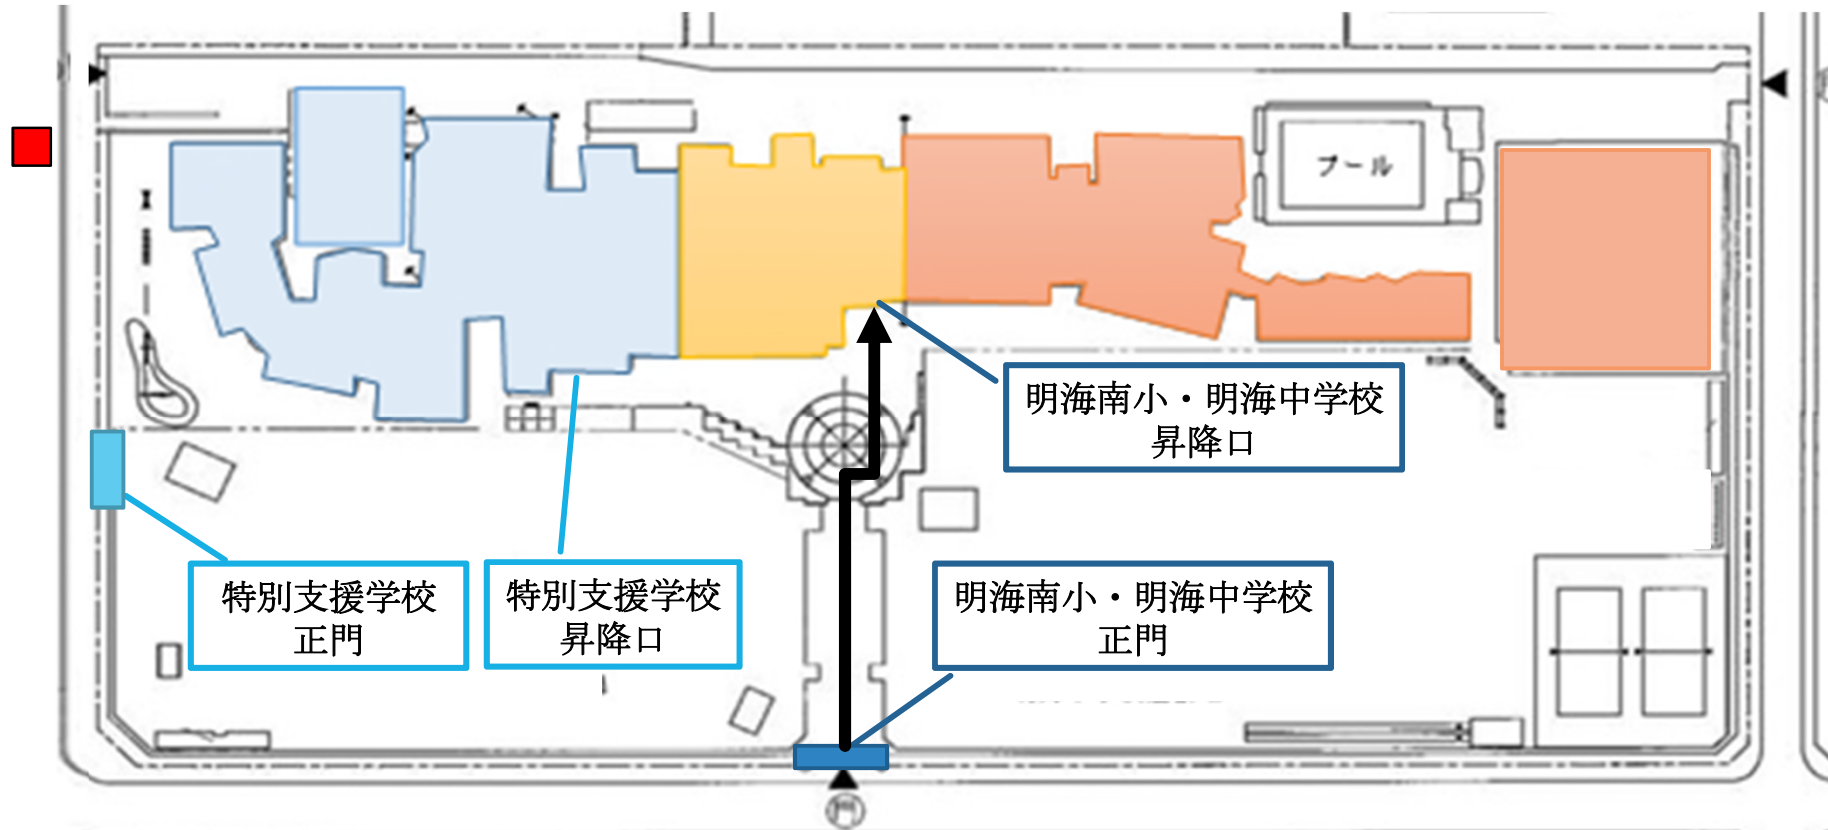 プール
明海南小・明海中学校
昇降口
特別支援学校
正門
特別支援学校
昇降口
明海南小・明海中学校
正門
門